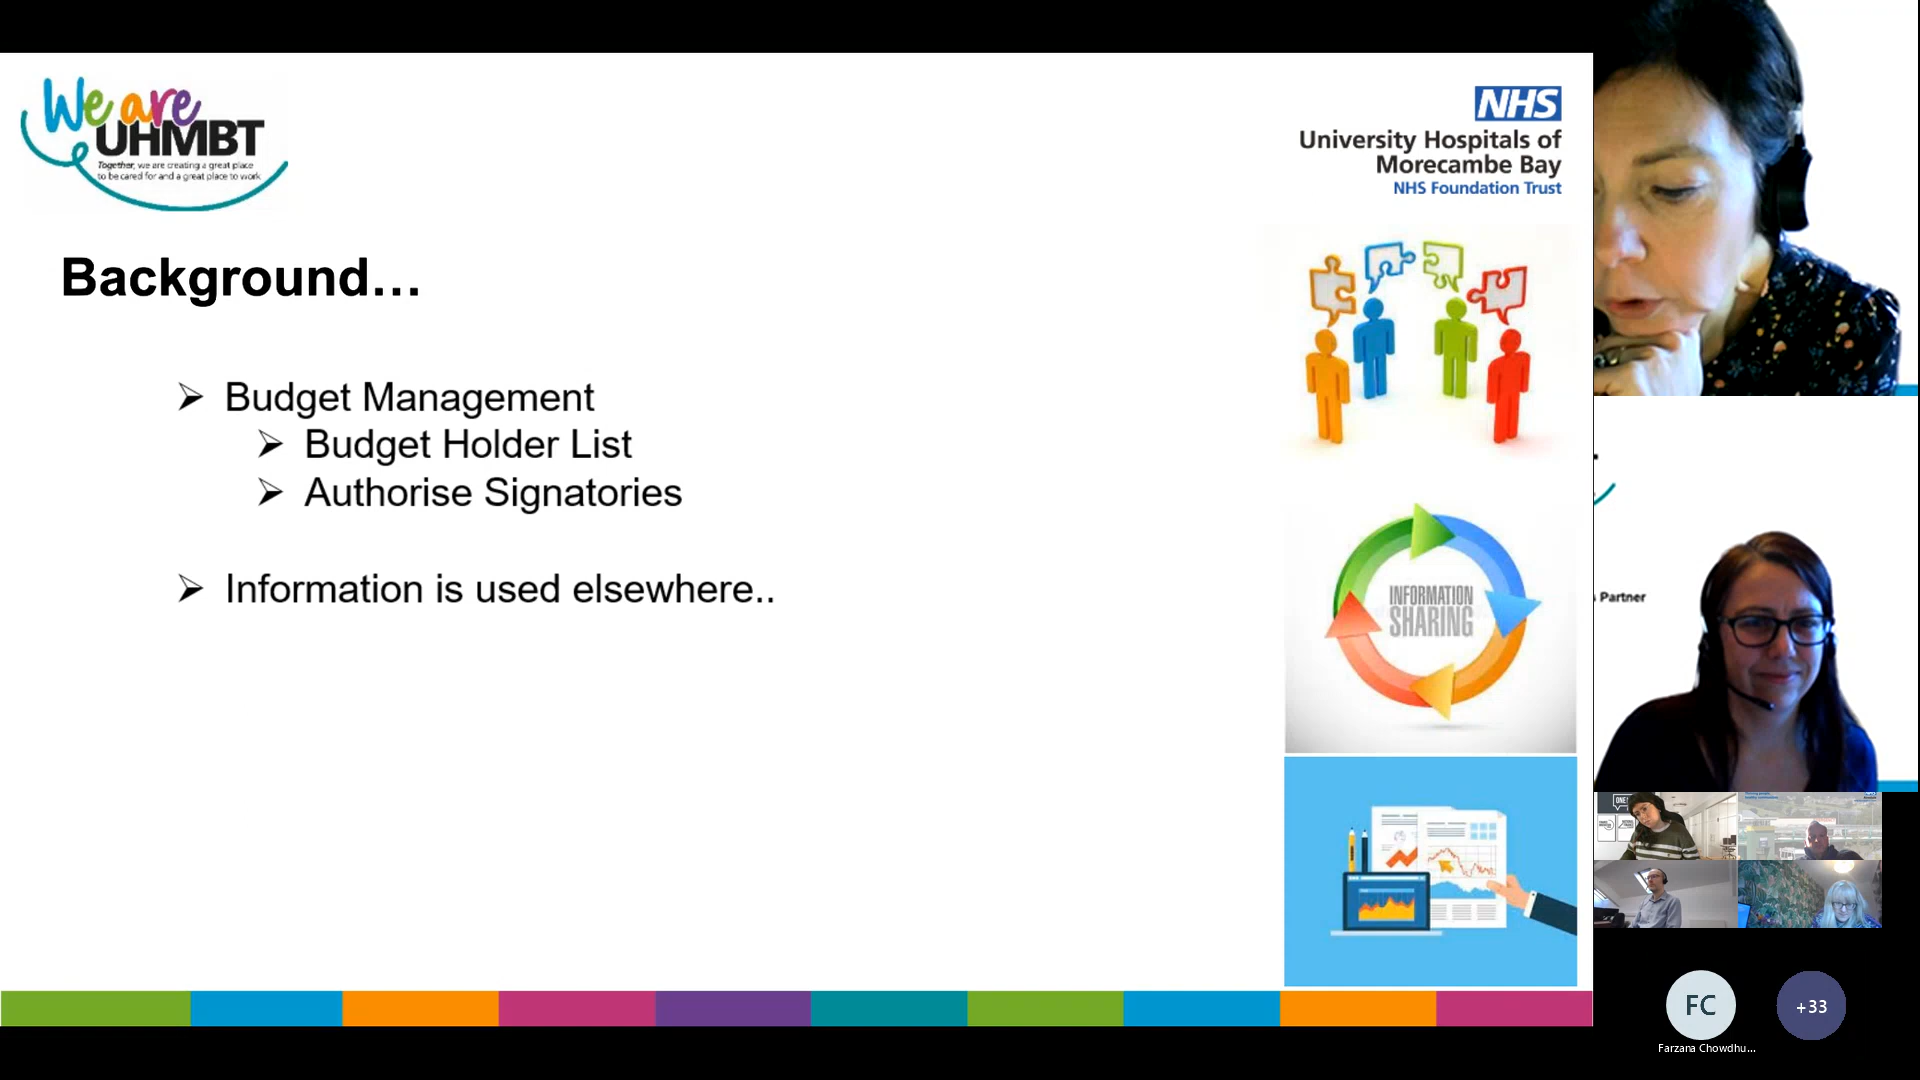 We are
UHMBT
Together, we are creating a great place
to be cared for and a great place to work
NHS
University Hospitals of
Morecambe Bay
NHS Foundation Trust
Background...
Budget Management
Budget Holder List
Authorise Signatories
Information is used elsewhere..
INFORMATION
SHARING
Partner
FC
+33
Farzana Chowdhu...